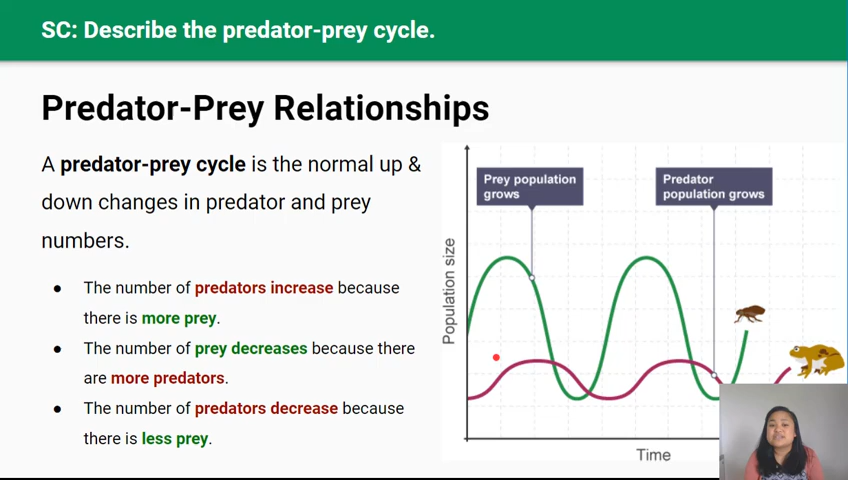 SC: Describe the predator-prey cycle.
Predator-Prey Relationships
A predator-prey cycle is the normal up &
down changes in predator and prey
numbers.
● The number of predators increase because
there is more prey.
● The number of prey decreases because there
are more predators.
● The number of predators decrease because
there is less prey.
Prey population
grows
Predator
population grows
Population size
Time